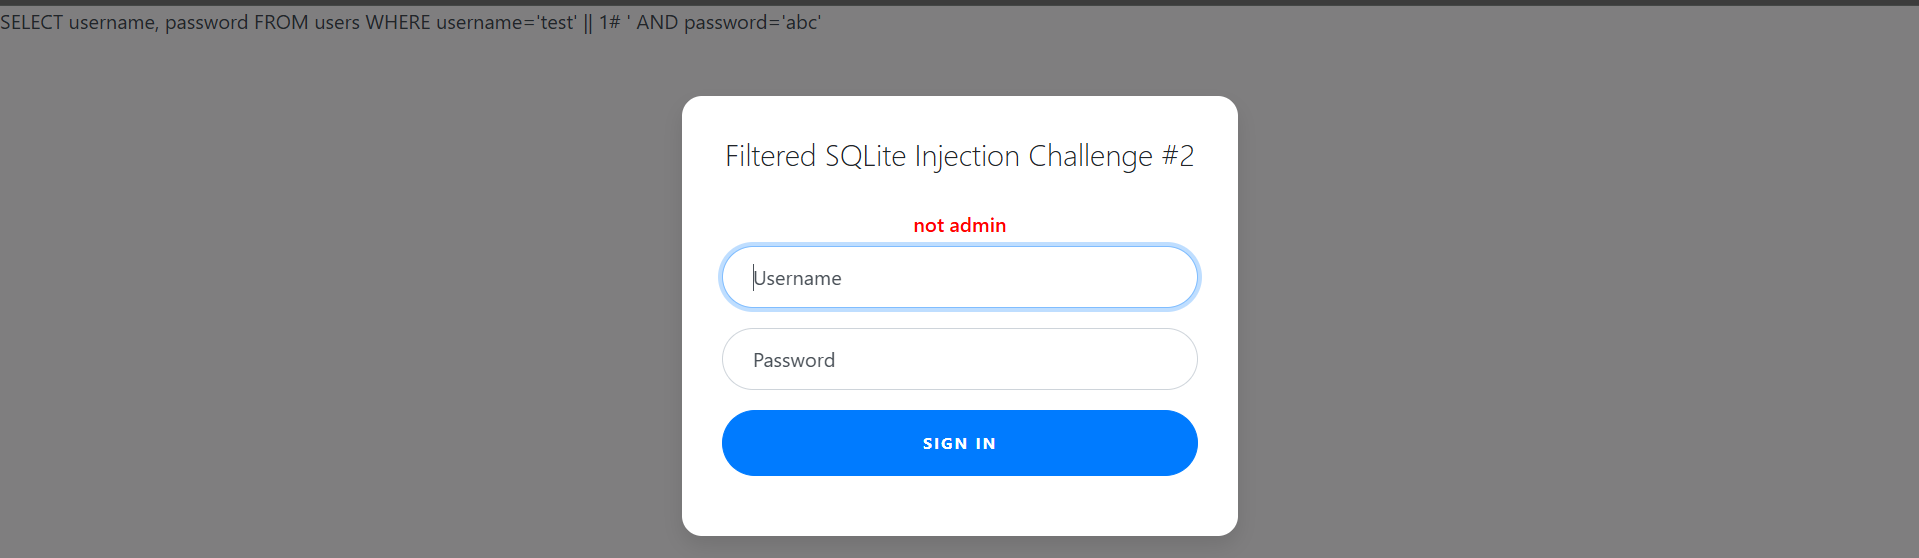 SELECT username, password FROM users WHERE username='test' || 1# ' AND password='abc'
Filtered SQLite Injection Challenge #2
not admin
Username
Password
SIGN IN